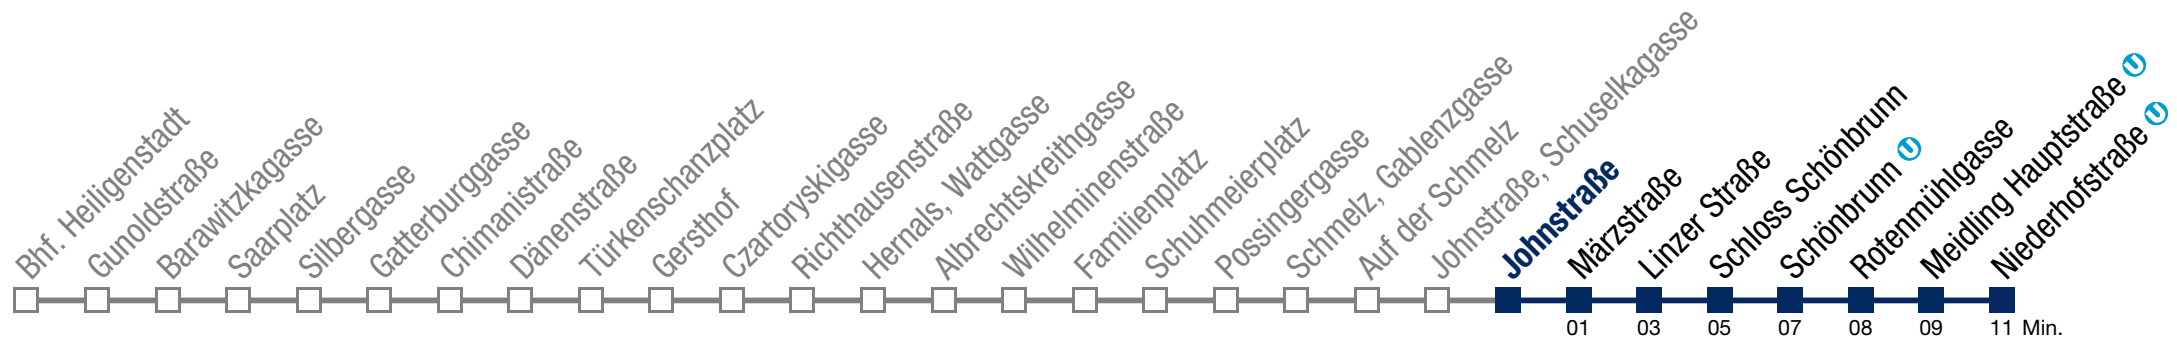 Bhf. Heiligenstadt
Gunoldstraße
Barawitzkagasse
Saarplatz
Silbergasse
Gatterburggasse
Chimanistraße
Dänenstraße
Türkenschanzplatz
Gersthof
Czartoryskigasse
Richthausenstraße
Hernals, Wattgasse
Albrechtskreithgasse
Wilhelminenstraße
Familienplatz
Schuhmeierplatz
Possingergasse
Schmelz, Gablenzgasse
Auf der Schmelz
Johnstraße, Schuselkagasse
Johnstraße
Märzstraße
Linzer Straße
Schloss Schönbrunn
Schönbrunn U
Rotenmühlgasse
Meidling Hauptstraße U
Niederhofstraße U
01 03 05 07 08 09 11 Min.